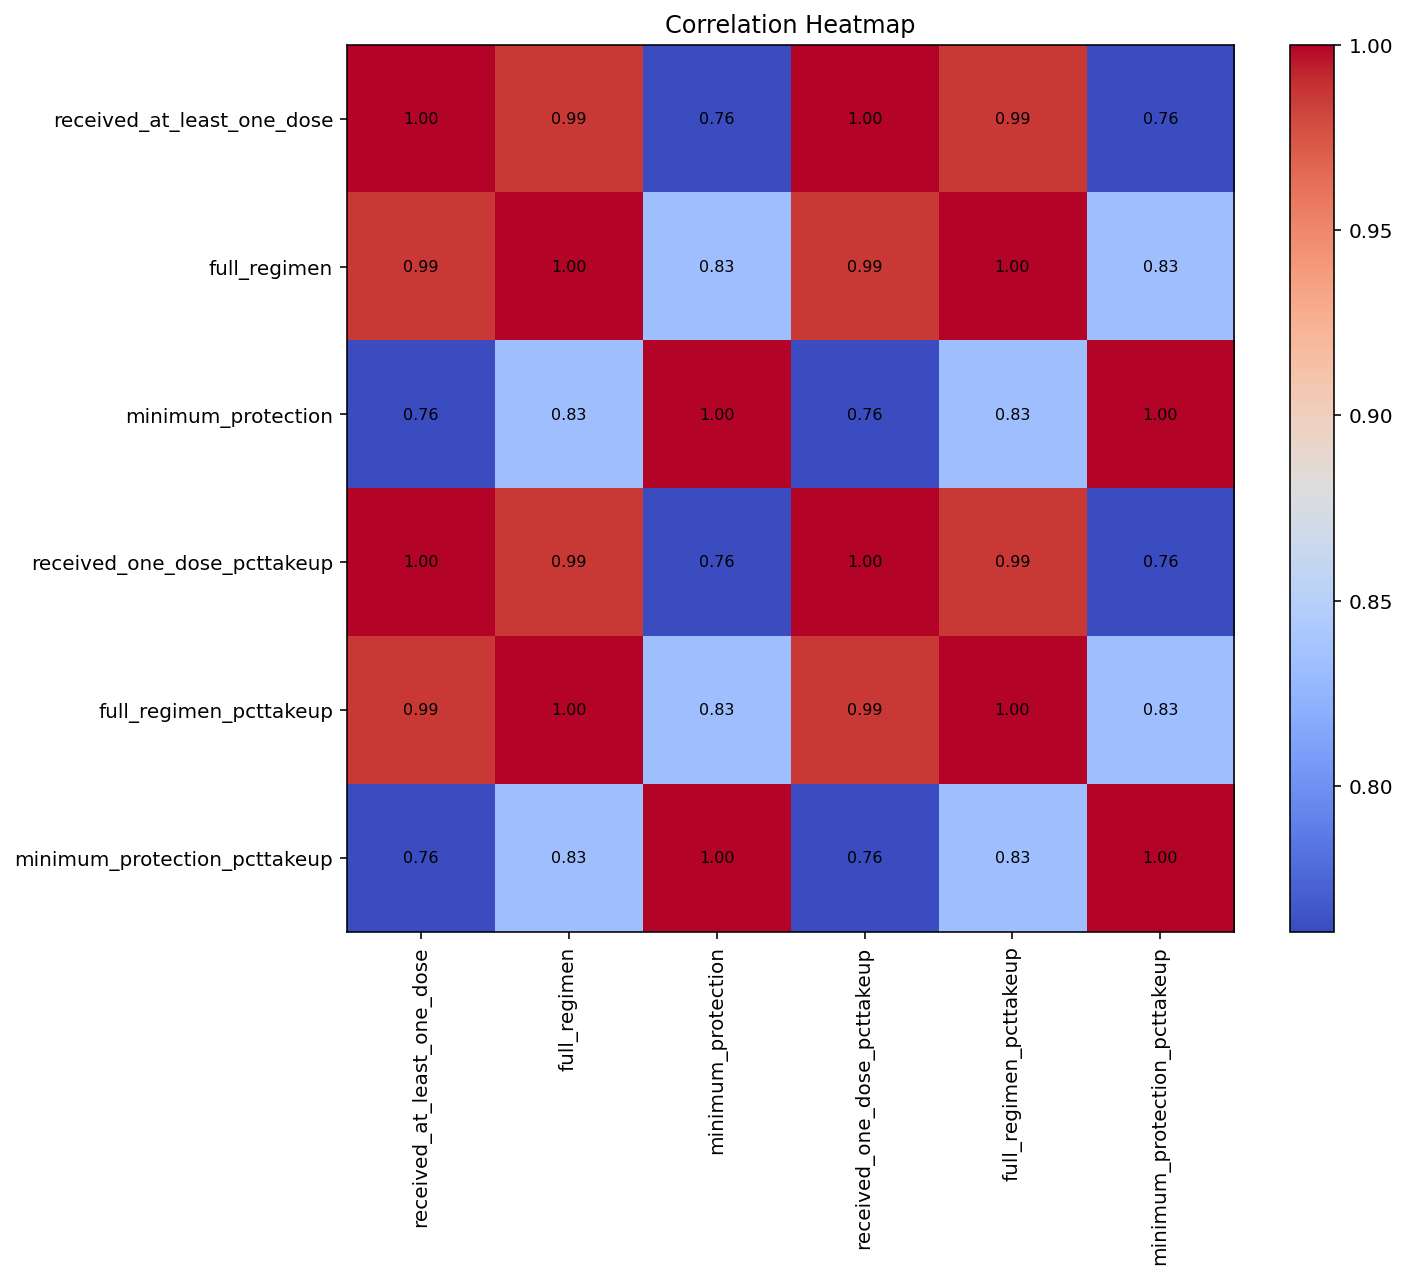 Correlation Heatmap
received_at_least_one_dose
1.00 0.99 0.76 1.00 0.99 0.76
full_regimen
0.99 1.00 0.83 0.99 1.00 0.83
minimum_protection
0.76 0.83 1.00 0.76 0.83 1.00
received_one_dose_pcttakeup
1.00 0.99 0.76 1.00 0.99 0.76
full_regimen_pcttakeup
0.99 1.00 0.83 0.99 1.00 0.83
minimum_protection_pcttakeup
0.76 0.83 1.00 0.76 0.83 1.00
received_at_least_one_dose
full_regimen
minimum_protection
received_one_dose_pcttakeup
full_regimen_pcttakeup
minimum_protection_pcttakeup
1.00
0.95
0.90
0.85
0.80